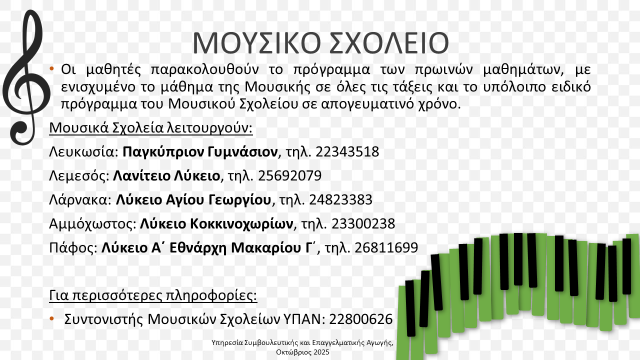 ΜΟΥΣΙΚΟ ΣΧΟΛΕΙΟ
• Οι μαθητές παρακολουθούν το πρόγραμμα των πρωινών μαθημάτων, με
ενισχυμένο το μάθημα της Μουσικής σε όλες τις τάξεις και το υπόλοιπο ειδικό
πρόγραμμα του Μουσικού Σχολείου σε απογευματινό χρόνο.
Μουσικά Σχολεία λειτουργούν:
Λευκωσία: Παγκύπριον Γυμνάσιον, τηλ. 22343518
Λεμεσός: Λανίτειο Λύκειο, τηλ. 25692079
Λάρνακα: Λύκειο Αγίου Γεωργίου, τηλ. 24823383
Αμμόχωστος: Λύκειο Κοκκινοχωρίων, τηλ. 23300238
Πάφος: Λύκειο Α΄ Εθνάρχη Μακαρίου Γ΄, τηλ. 26811699
Για περισσότερες πληροφορίες:
• Συντονιστής Μουσικών Σχολείων ΥΠΑΝ: 22800626
Υπηρεσία Συμβουλευτικής και Επαγγελματικής Αγωγής,
Οκτώβριος 2025